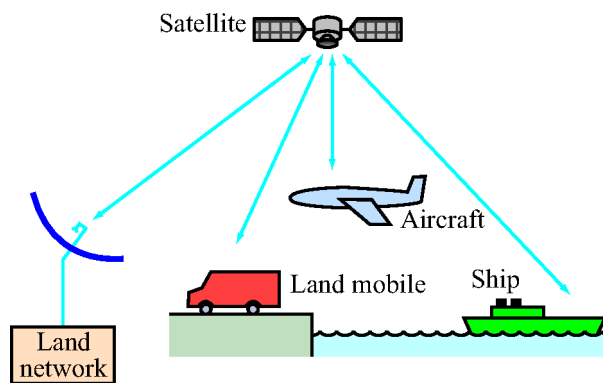 Satellite
Aircraft
Land mobile
Ship
Land
network